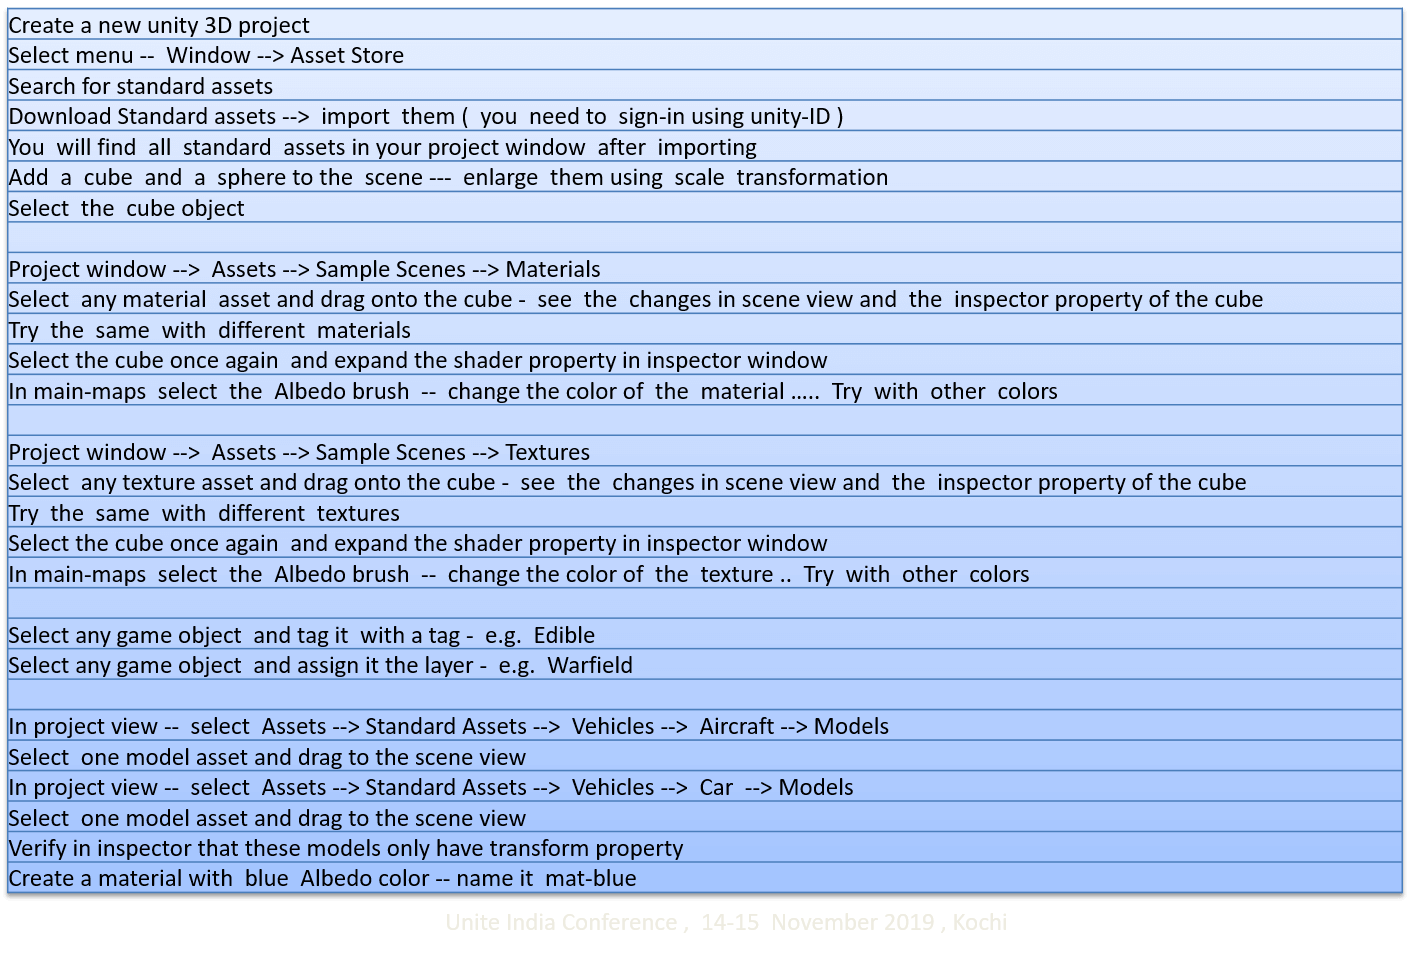 Create a new unity 3D project
Select menu --  Window --> Asset Store
Search for standard assets
Download Standard assets -->  import  them (  you  need to  sign-in using unity-ID )
You  will find  all  standard  assets in your project window  after  importing
Add  a  cube  and  a  sphere to the  scene ---  enlarge  them using  scale  transformation
Select  the  cube object
Project window -->  Assets --> Sample Scenes --> Materials
Select  any material  asset and drag onto the cube -  see  the  changes in scene view and  the  inspector property of the cube
Try  the  same  with  different  materials
Select the cube once again  and expand the shader property in inspector window
In main-maps  select  the  Albedo brush  --  change the color of  the  material .....  Try  with  other  colors
Project window -->  Assets --> Sample Scenes --> Textures
Select  any texture asset and drag onto the cube -  see  the  changes in scene view and  the  inspector property of the cube
Try  the  same  with  different  textures
Select the cube once again  and expand the shader property in inspector window
In main-maps  select  the  Albedo brush  --  change the color of  the  texture ..  Try  with  other  colors
Select any game object  and tag it  with a tag -  e.g.  Edible
Select any game object  and assign it the layer -  e.g.  Warfield
In project view --  select  Assets --> Standard Assets -->  Vehicles -->  Aircraft --> Models
Select  one model asset and drag to the scene view
In project view --  select  Assets --> Standard Assets -->  Vehicles -->  Car  --> Models
Select  one model asset and drag to the scene view
Verify in inspector that these models only have transform property
Create a material with  blue  Albedo color -- name it  mat-blue
Unite India Conference ,  14-15  November 2019 , Kochi